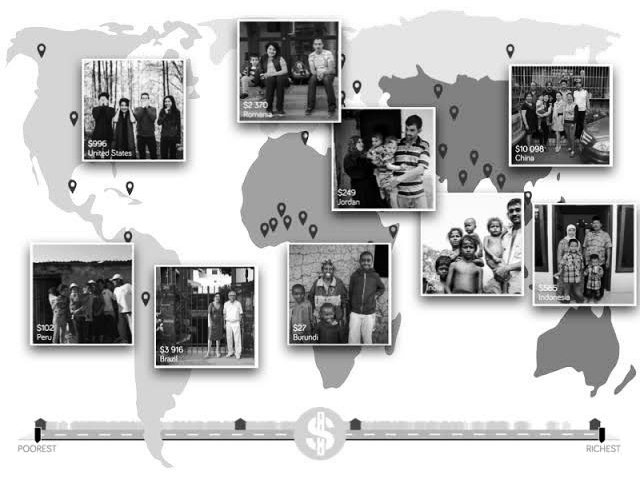 $2 370
Romania
$996
United States
$10 098
China
$249
Jordan
India
$585
Indonesia
$102
Peru
$3 916
Brazil
$27
Burundi
$
POOREST
RICHEST